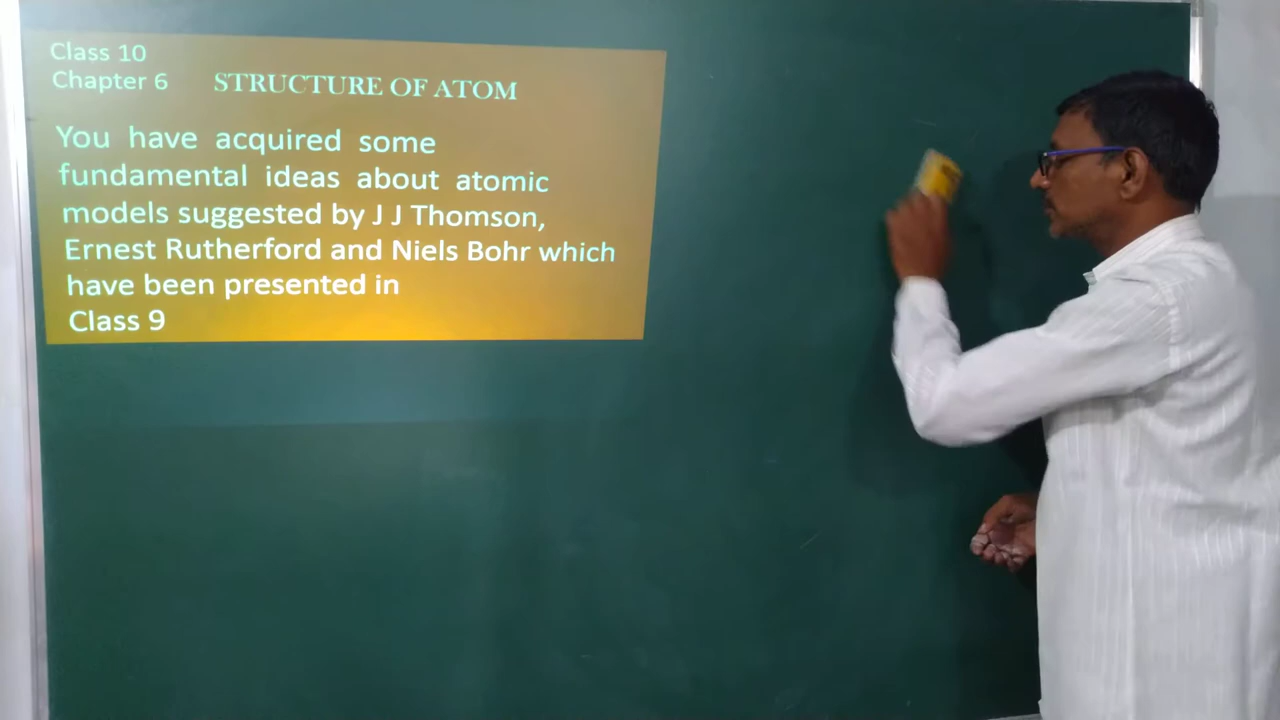 Class 10
Chapter 6 STRUCTURE OF ATOM
You have acquired some
fundamental ideas about atomic
models suggested by J J Thomson,
Ernest Rutherford and Niels Bohr which
have been presented in
Class 9